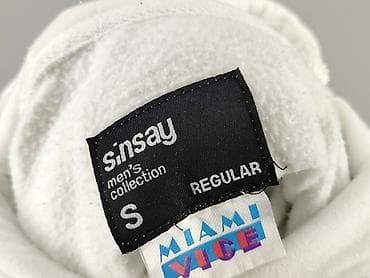 sinsay
men's
collection
S
REGULAR
MIAMI
VICE